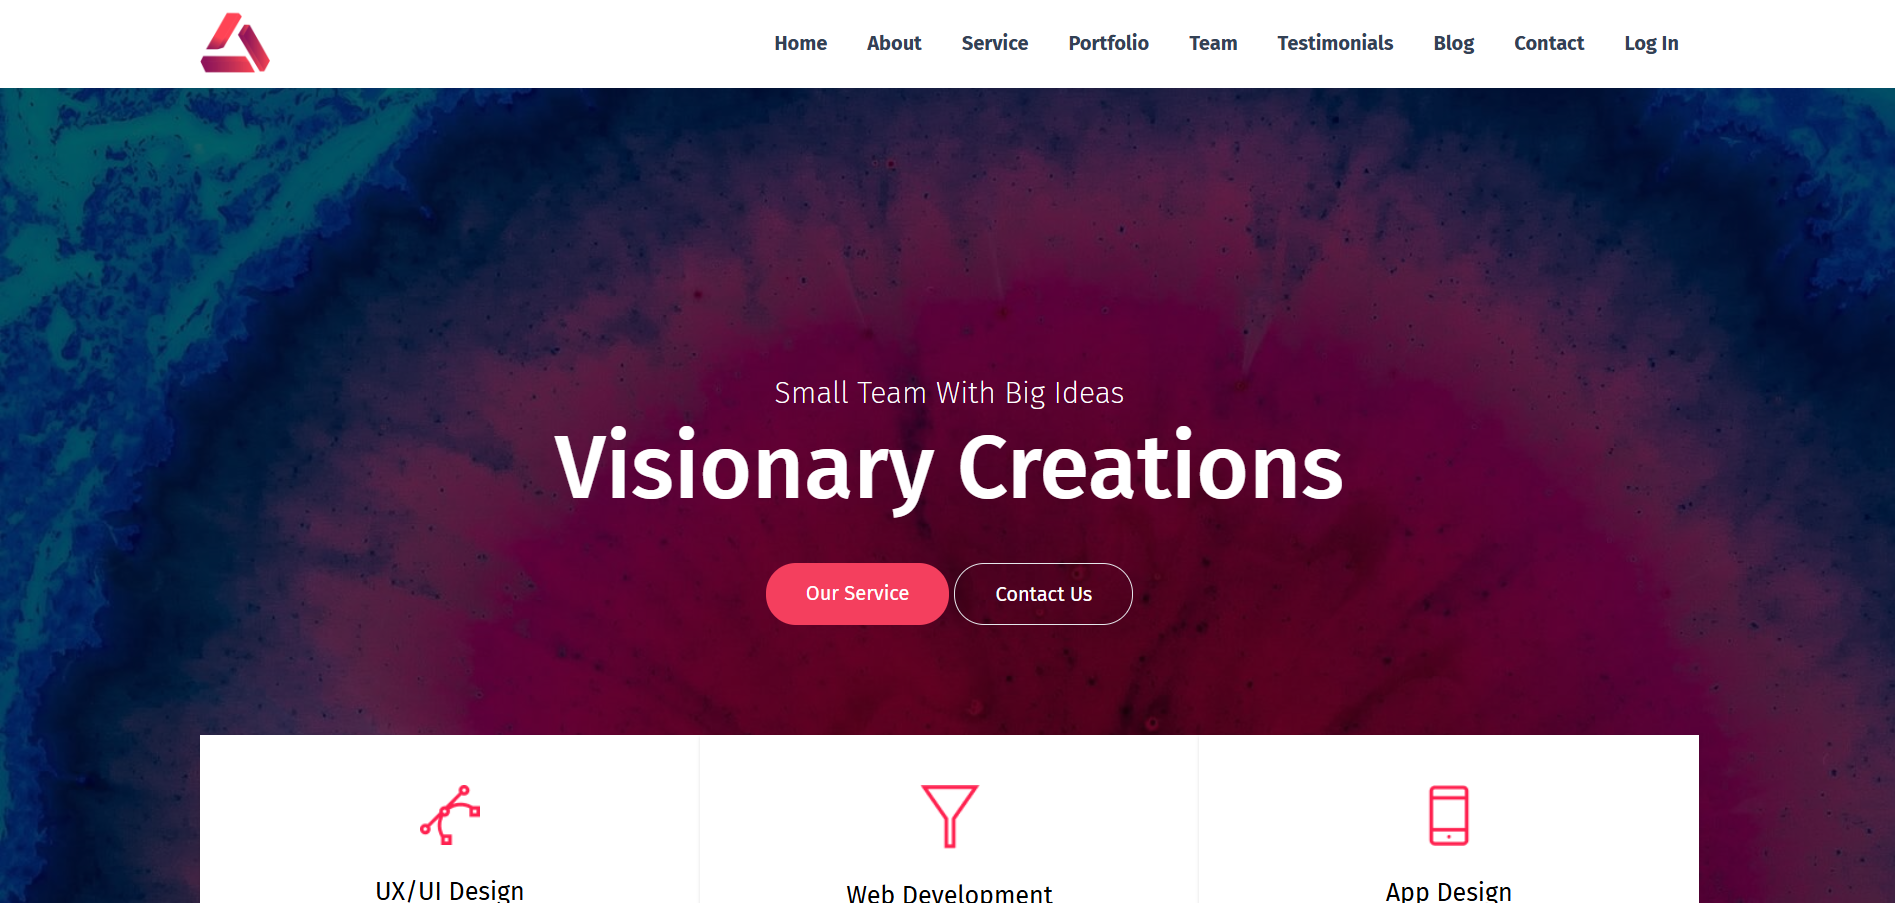 Home About Service Portfolio Team Testimonials Blog Contact Log In
Small Team With Big Ideas
Visionary Creations
Our Service Contact Us
UX/UI Design Web Development App Design